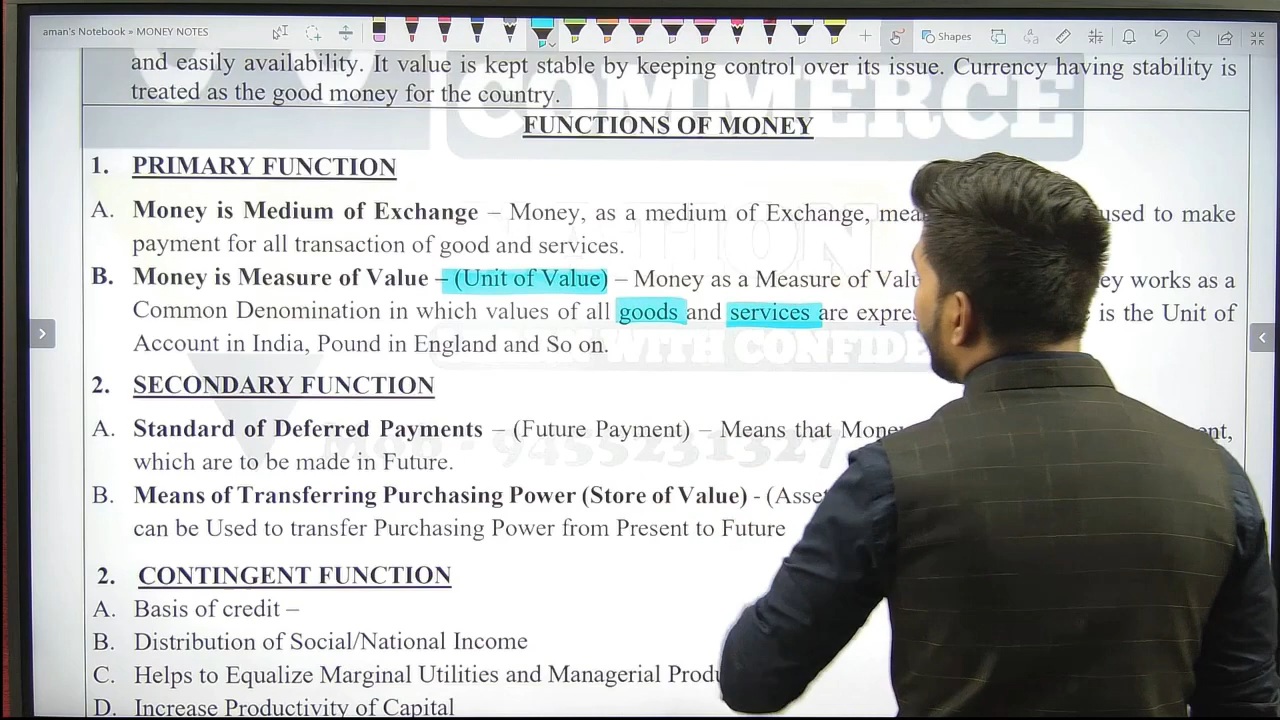 aman's Notebook » MONEY NOTES
Shapes
and easily availability. It value is kept stable by keeping control over its issue. Currency having stability is
treated as the good money for the country.
COMMERCE
FUNCTIONS OF MONEY
1. PRIMARY FUNCTION
A. Money is Medium of Exchange – Money, as a medium of Exchange, used to make
payment for all transaction of good and services.
B. Money is Measure of Value – (Unit of Value) – Money as a Measure of works as a
Common Denomination in which values of all goods and services are is the Unit of
Account in India, Pound in England and So on.
WITH
2. SECONDARY FUNCTION
A. Standard of Deferred Payments – (Future Payment) – Means that
which are to be made in Future.
mob - 9455231327
B. Means of Transferring Purchasing Power (Store of Value) -
can be Used to transfer Purchasing Power from Present to Future
2. CONTINGENT FUNCTION
A. Basis of credit –
B. Distribution of Social/National Income
C. Helps to Equalize Marginal Utilities and Managerial
D. Increase Productivity of Capital